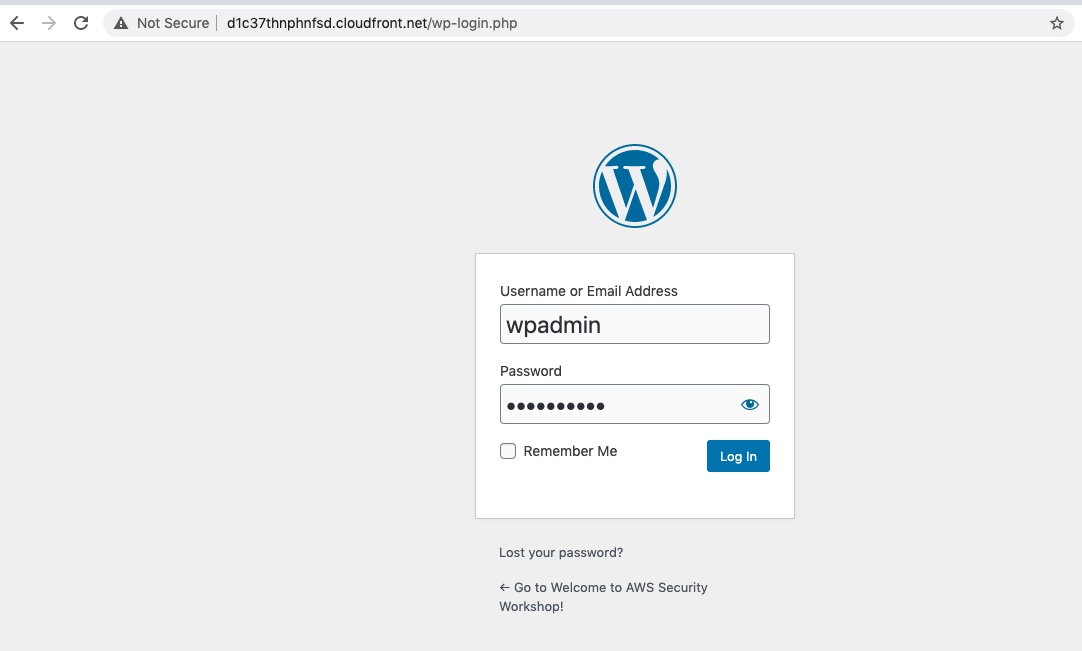 Not Secure d1c37thnphnfsd.cloudfront.net/wp-login.php
Username or Email Address
wpadmin
Password
••••••••••
Remember Me
Log In
Lost your password?
← Go to Welcome to AWS Security
Workshop!